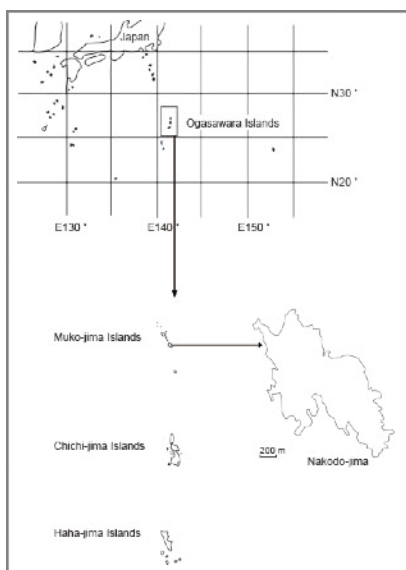 Japan
N30 °
Ogasawara Islands
N20 °
E130 °
E140 °
E150 °
Muko-jima Islands
200 m
Nakodo-jima
Chichi-jima Islands
Haha-jima Islands